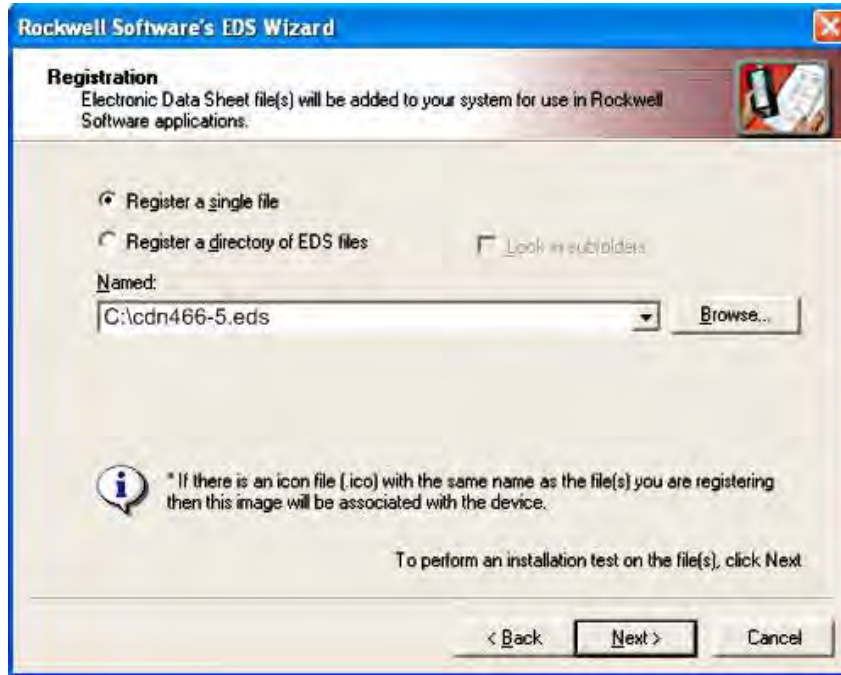 Rockwell Software's EDS Wizard
Registration
Electronic Data Sheet file(s) will be added to your system for use in Rockwell
Software applications.
Register a single file
Register a directory of EDS files
Look in subfolders
Named:
C:\cdn466-5.eds
Browse...
* If there is an icon file (.ico) with the same name as the file(s) you are registering
then this image will be associated with the device.
To perform an installation test on the file(s), click Next
< Back
Next >
Cancel